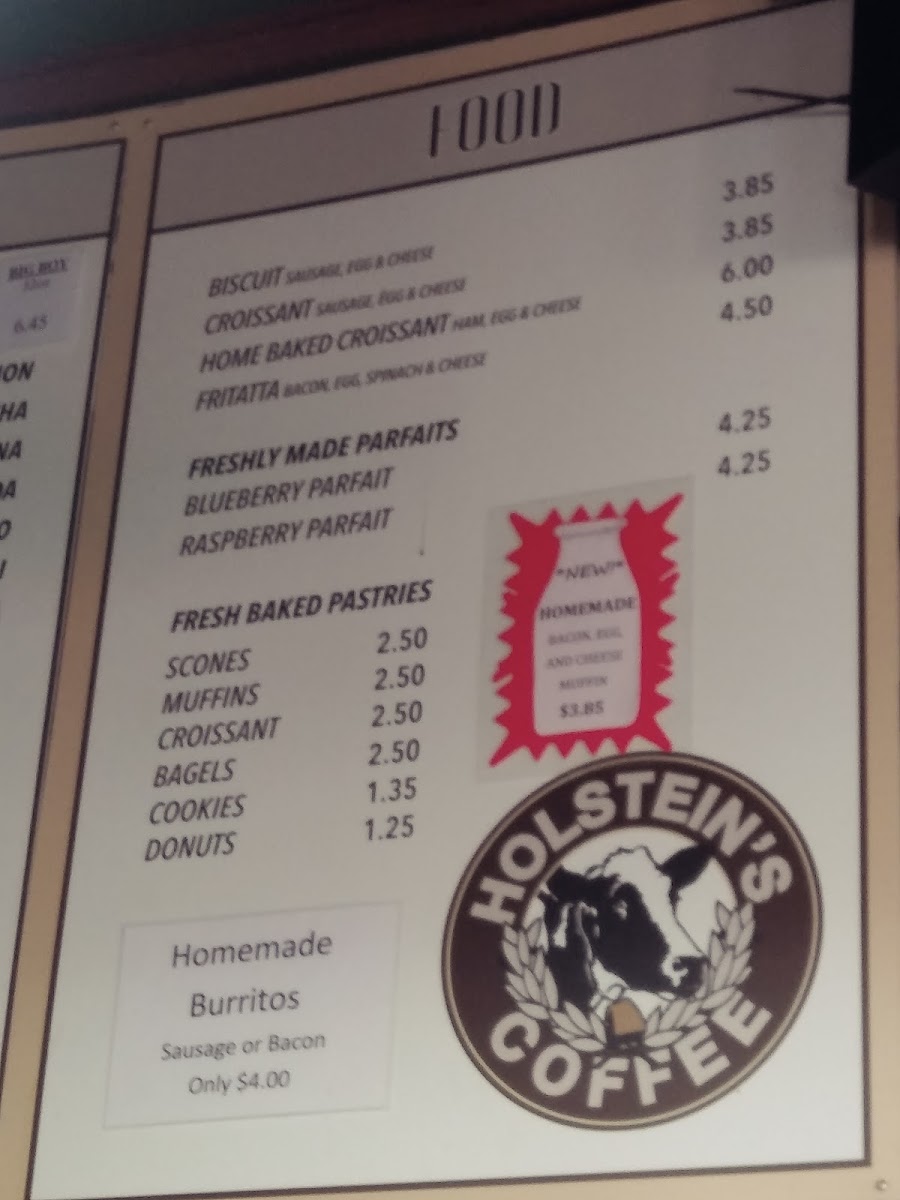 BIG BOY
6.45
ION
HA
NA
DA
O
FOOD
BISCUIT SAUSAGE, EGG & CHEESE 3.85
CROISSANT SAUSAGE, EGG & CHEESE 3.85
HOME BAKED CROISSANT HAM, EGG & CHEESE 6.00
FRITATTA BACON, EGG, SPINACH & CHEESE 4.50
FRESHLY MADE PARFAITS
BLUEBERRY PARFAIT 4.25
RASPBERRY PARFAIT 4.25
FRESH BAKED PASTRIES
SCONES 2.50
MUFFINS 2.50
CROISSANT 2.50
BAGELS 2.50
COOKIES 1.35
DONUTS 1.25
"NEW!"
HOMEMADE
BACON, EGG,
AND CHEESE
MUFFIN
$3.85
Homemade
Burritos
Sausage or Bacon
Only $4.00
HOLSTEIN'S
COFFEE